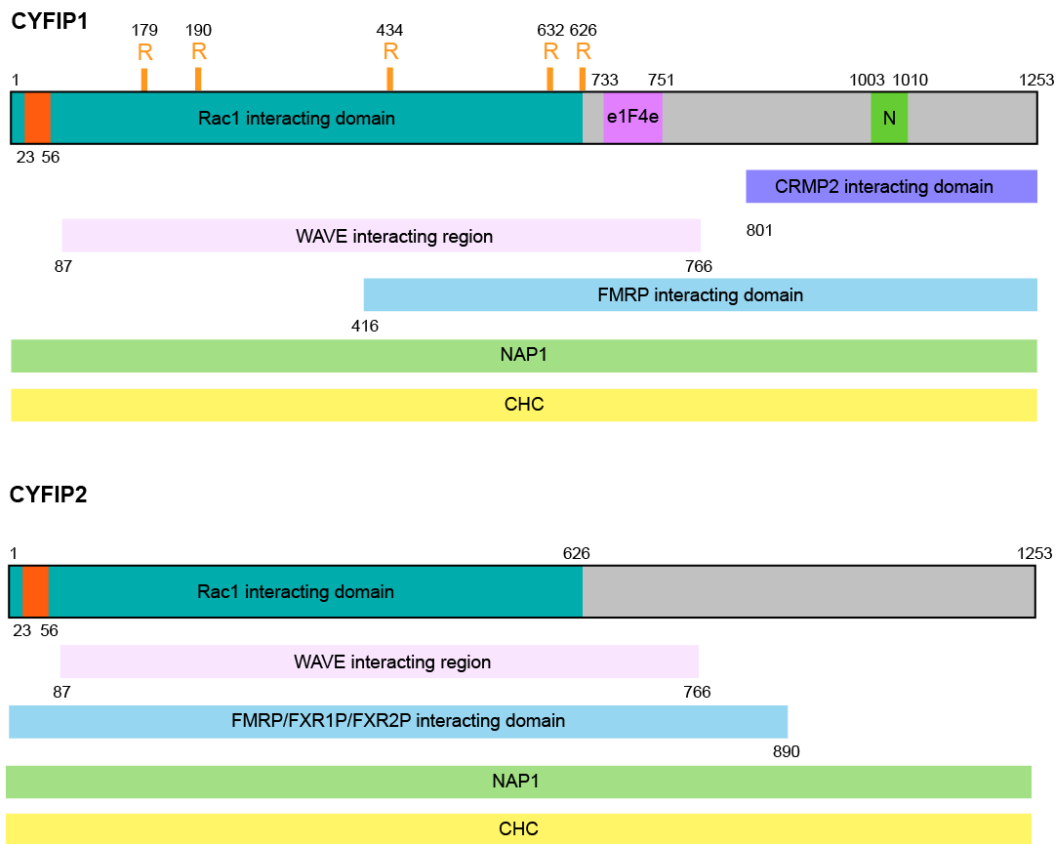 CYFIP1
179 190 434 632 626
R R R R R
1 733 751 1003 1010 1253
Rac1 interacting domain e1F4e N
23 56
CRMP2 interacting domain
801
WAVE interacting region
87 766
FMRP interacting domain
416
NAP1
CHC
CYFIP2
1 626 1253
Rac1 interacting domain
23 56
WAVE interacting region
87 766
FMRP/FXR1P/FXR2P interacting domain
890
NAP1
CHC